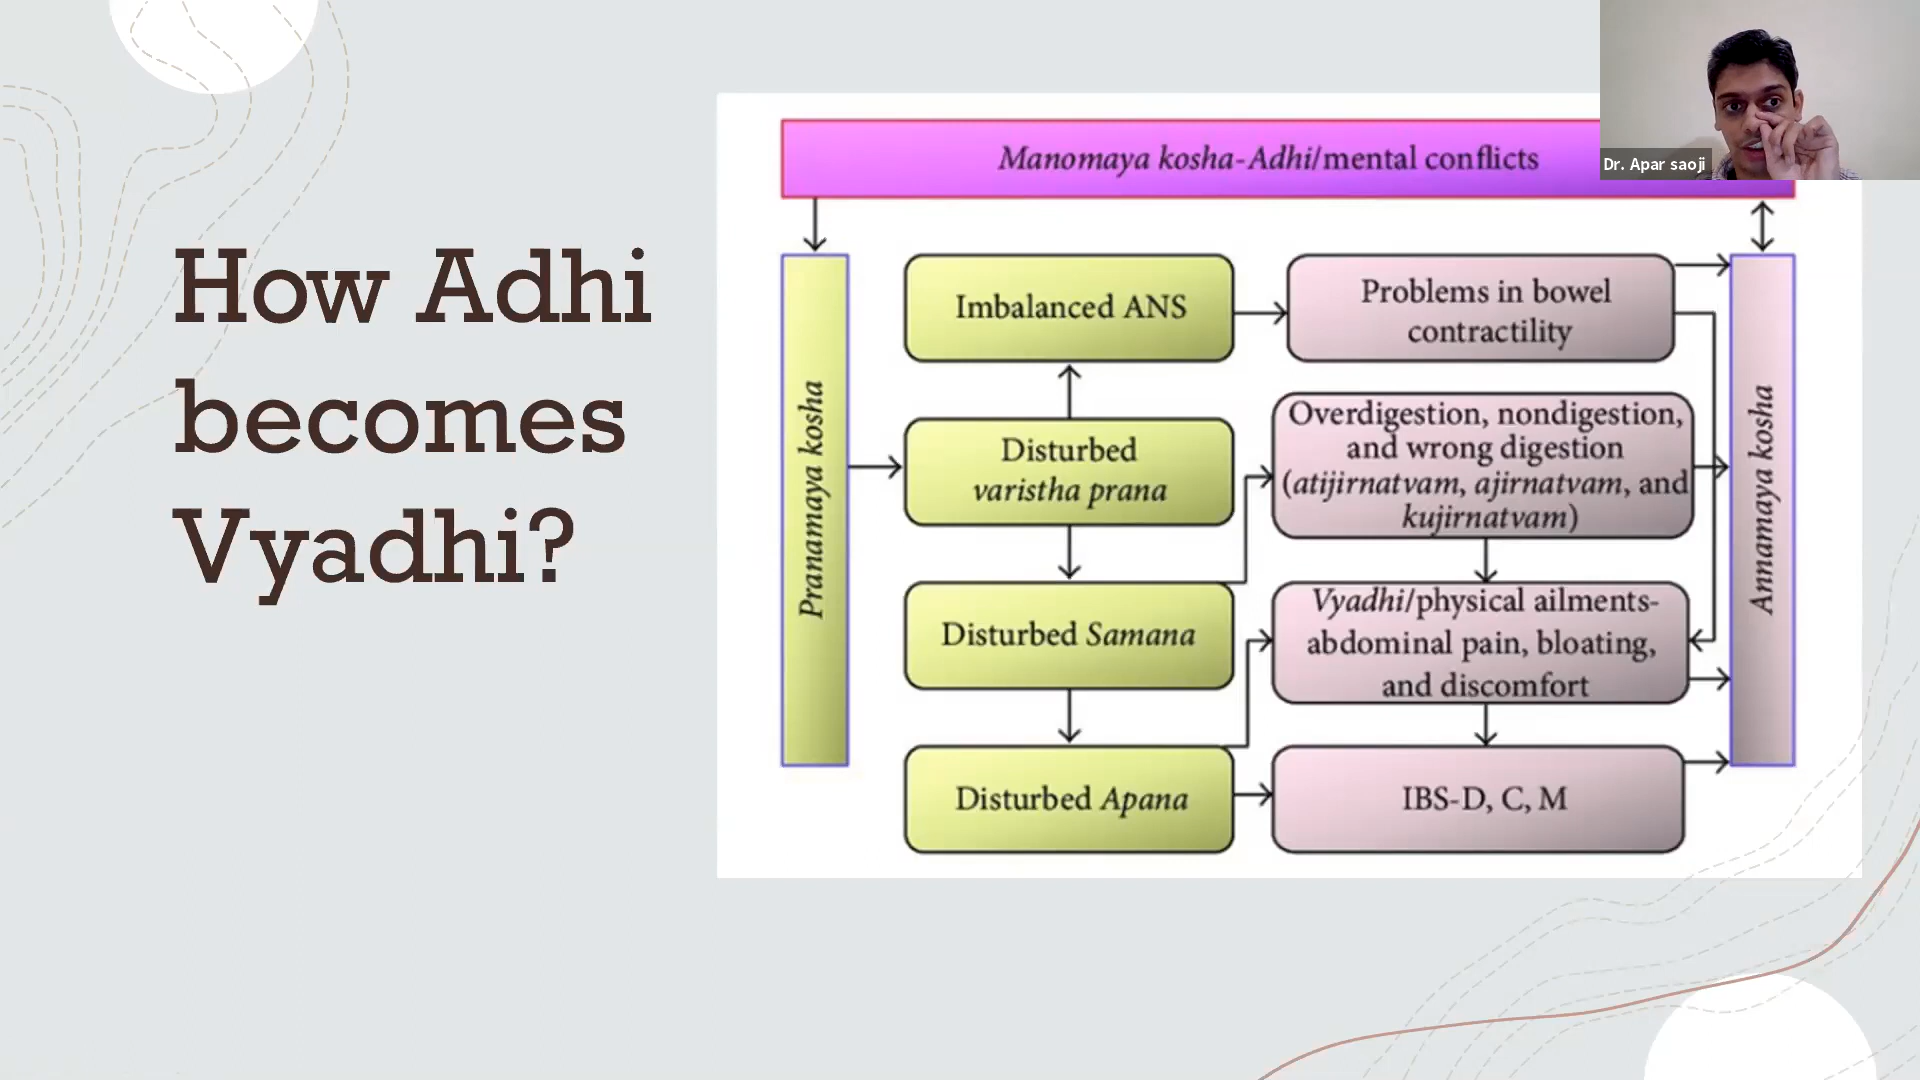 How Adhi
becomes
Vyadhi?
Manomaya kosha-Adhi/mental conflicts
Dr. Apar saoji
Pranamaya kosha
Imbalanced ANS
Problems in bowel
contractility
Disturbed
varistha prana
Overdigestion, nondigestion,
and wrong digestion
(atijirnatvam, ajirnatvam, and
kujirnatvam)
Disturbed Samana
Vyadhi/physical ailments-
abdominal pain, bloating,
and discomfort
Disturbed Apana
IBS-D, C, M
Annamaya kosha